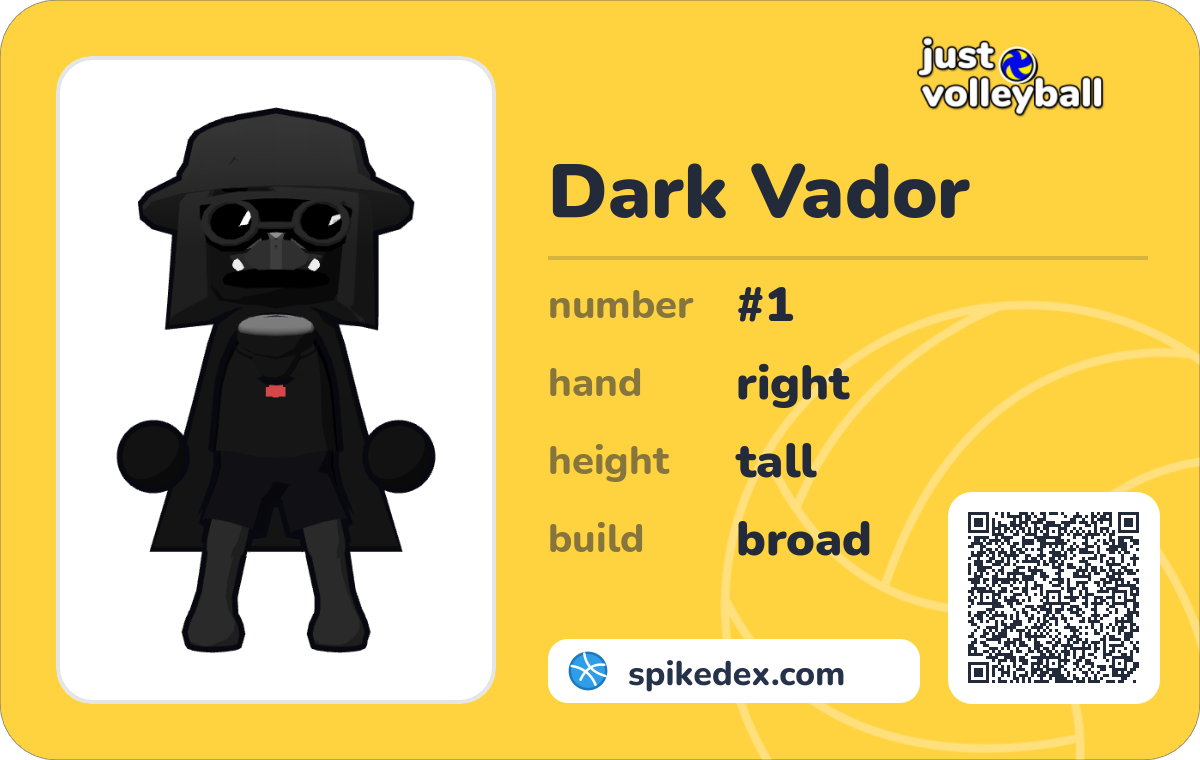 just
volleyball
Dark Vador
number #1
hand right
height tall
build broad
spikedex.com